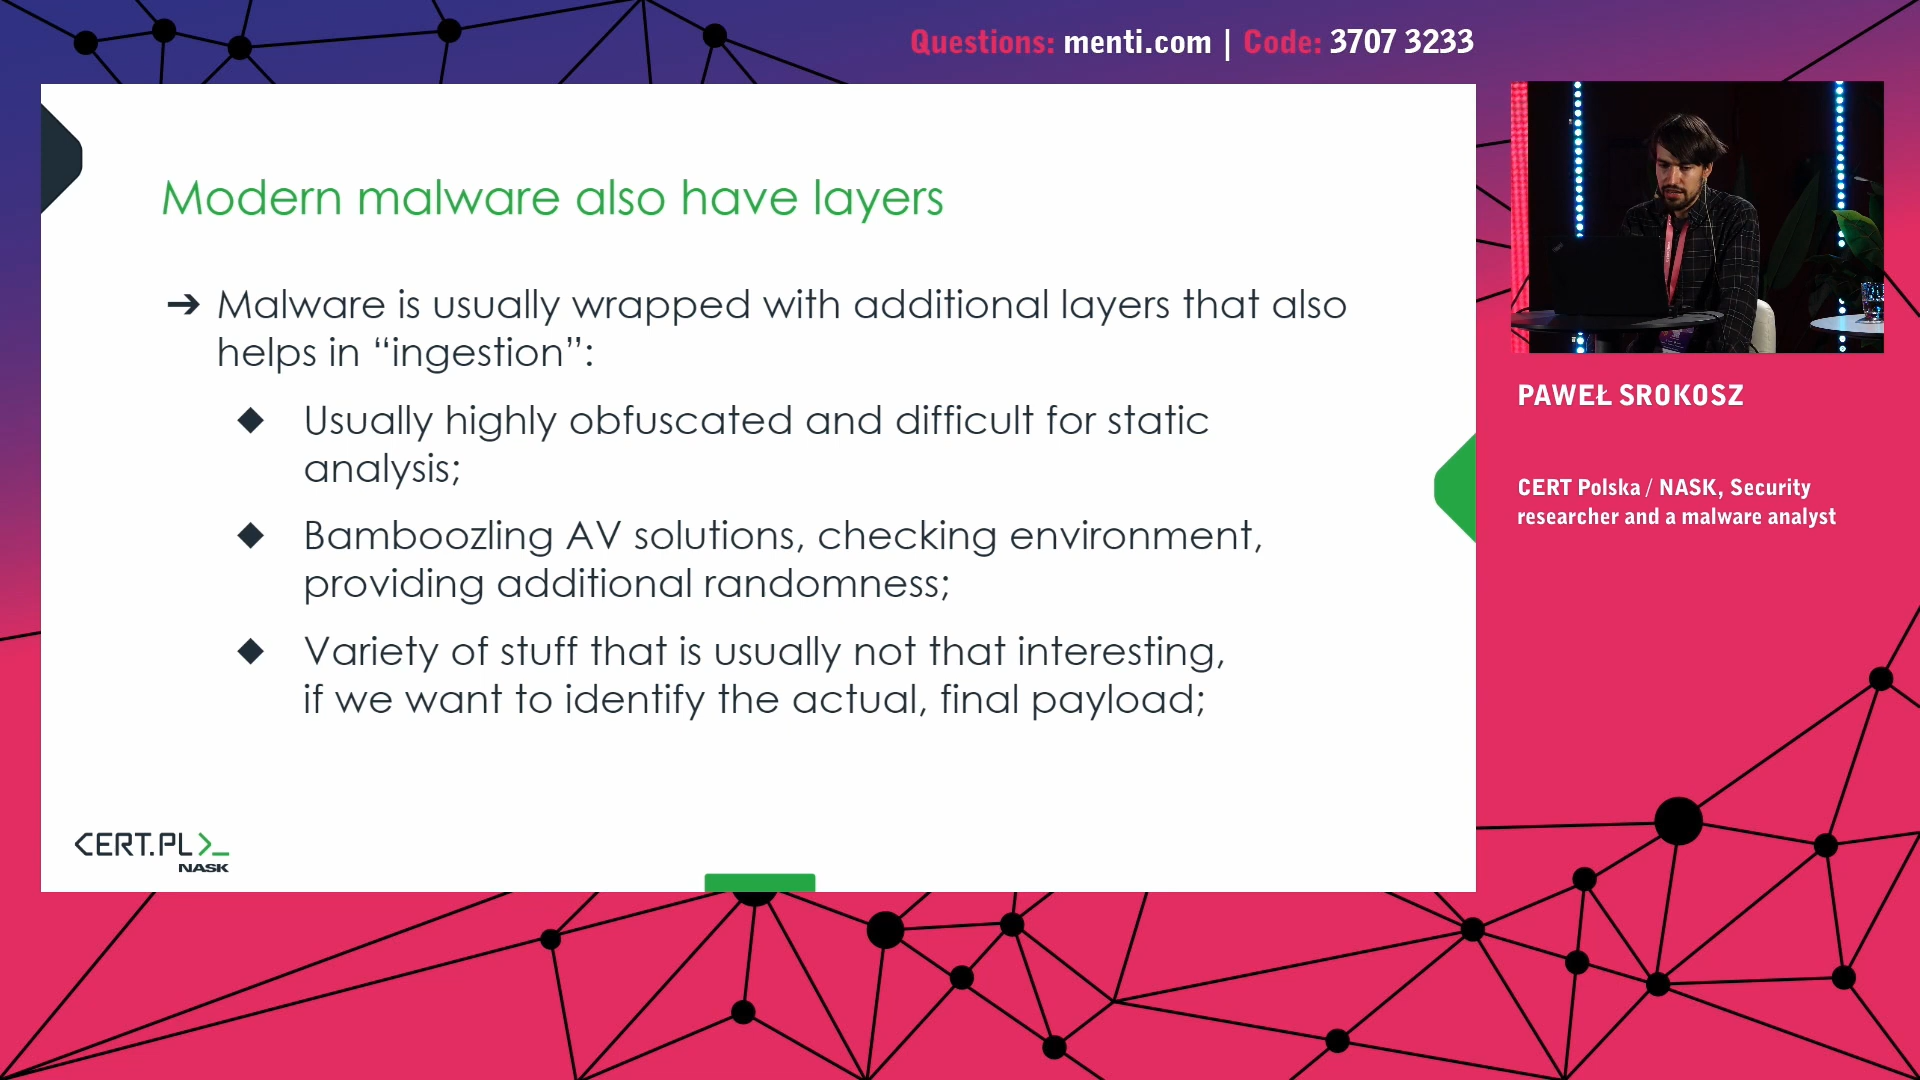 Questions: menti.com | Code: 3707 3233
Modern malware also have layers
➔ Malware is usually wrapped with additional layers that also
helps in “ingestion”:
◆ Usually highly obfuscated and difficult for static
analysis;
◆ Bamboozling AV solutions, checking environment,
providing additional randomness;
◆ Variety of stuff that is usually not that interesting,
if we want to identify the actual, final payload;
<CERT.PL>_
NASK
PAWEŁ SROKOSZ
CERT Polska / NASK, Security
researcher and a malware analyst